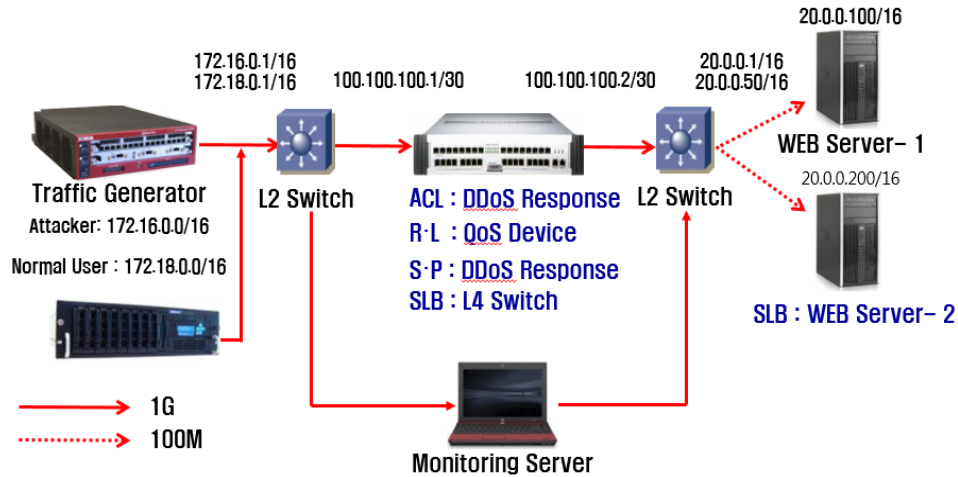 20.0.0.100/16
172.16.0.1/16
172.18.0.1/16
100.100.100.1/30
100.100.100.2/30
20.0.0.1/16
20.0.0.50/16
WEB Server- 1
Traffic Generator
L2 Switch
L2 Switch
20.0.0.200/16
Attacker: 172.16.0.0/16
ACL : DDoS Response
R·L : QoS Device
Normal User : 172.18.0.0/16
S·P : DDoS Response
SLB : L4 Switch
SLB : WEB Server- 2
1G
100M
Monitoring Server